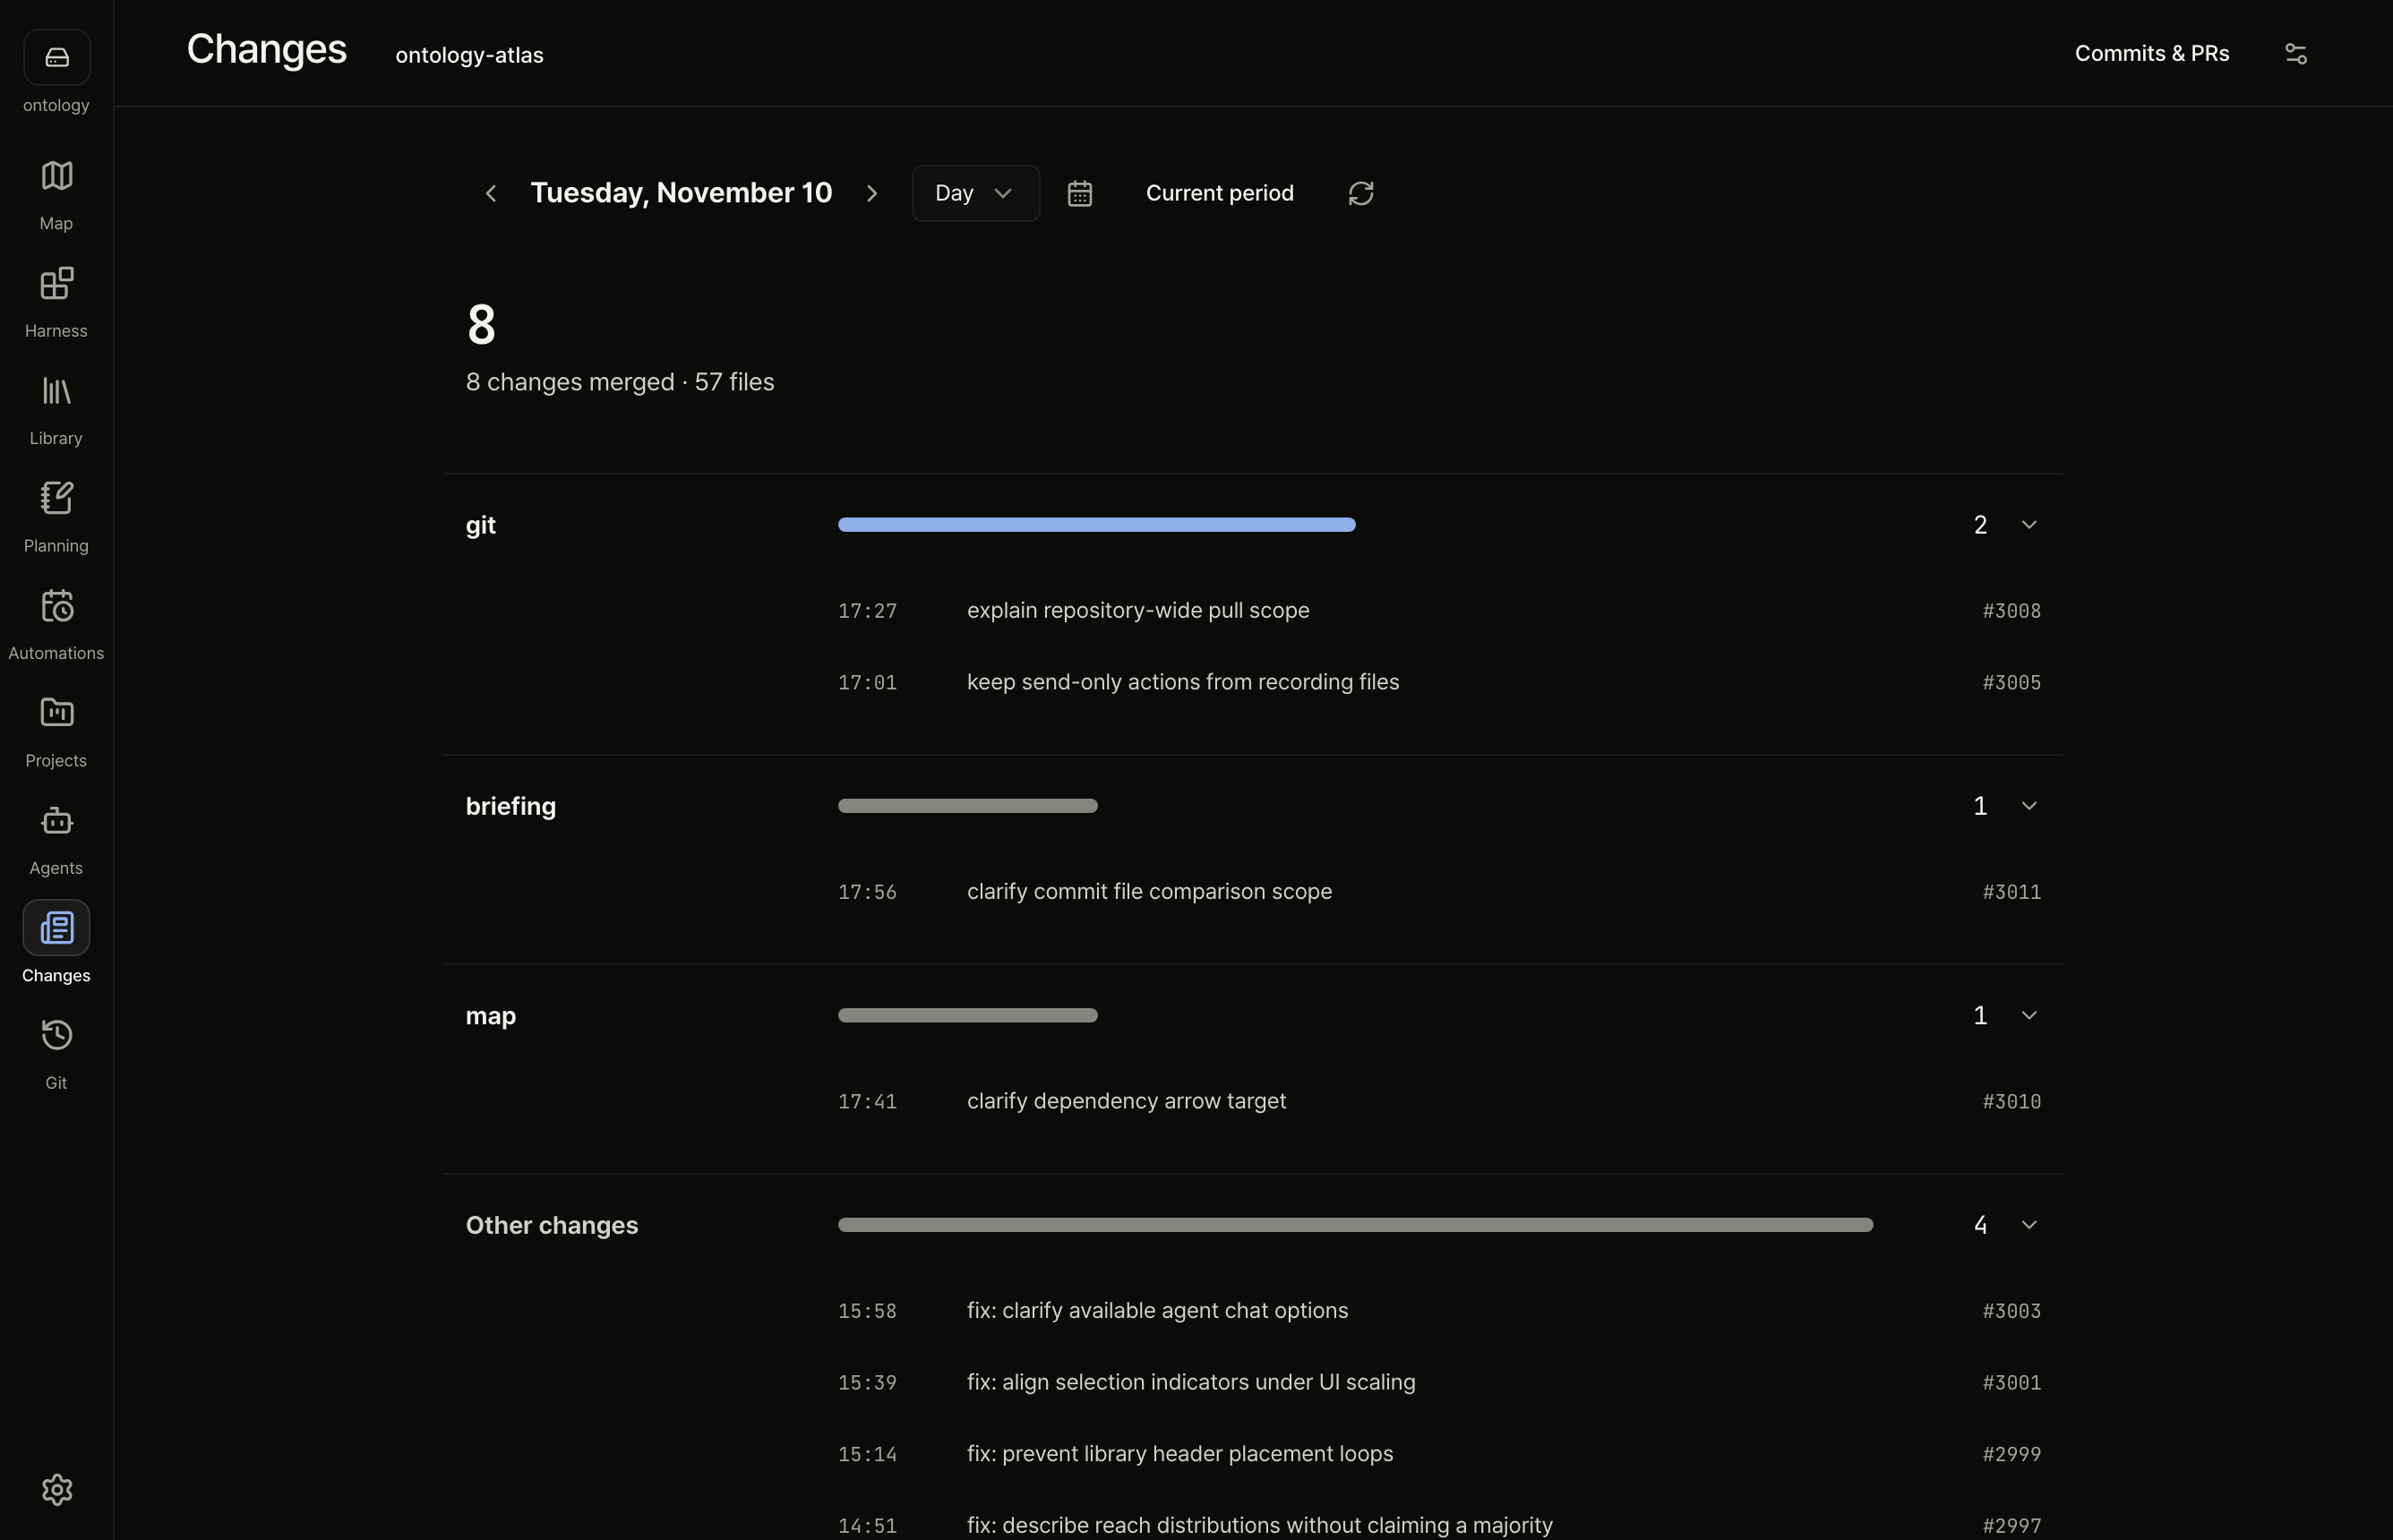 ontology
Map
Harness
Library
Planning
Automations
Projects
Agents
Changes
Git
Changes
ontology-atlas
Commits & PRs
Tuesday, November 10
Day
Current period
8
8 changes merged · 57 files
git 2
17:27 explain repository-wide pull scope #3008
17:01 keep send-only actions from recording files #3005
briefing 1
17:56 clarify commit file comparison scope #3011
map 1
17:41 clarify dependency arrow target #3010
Other changes 4
15:58 fix: clarify available agent chat options #3003
15:39 fix: align selection indicators under UI scaling #3001
15:14 fix: prevent library header placement loops #2999
14:51 fix: describe reach distributions without claiming a majority #2997